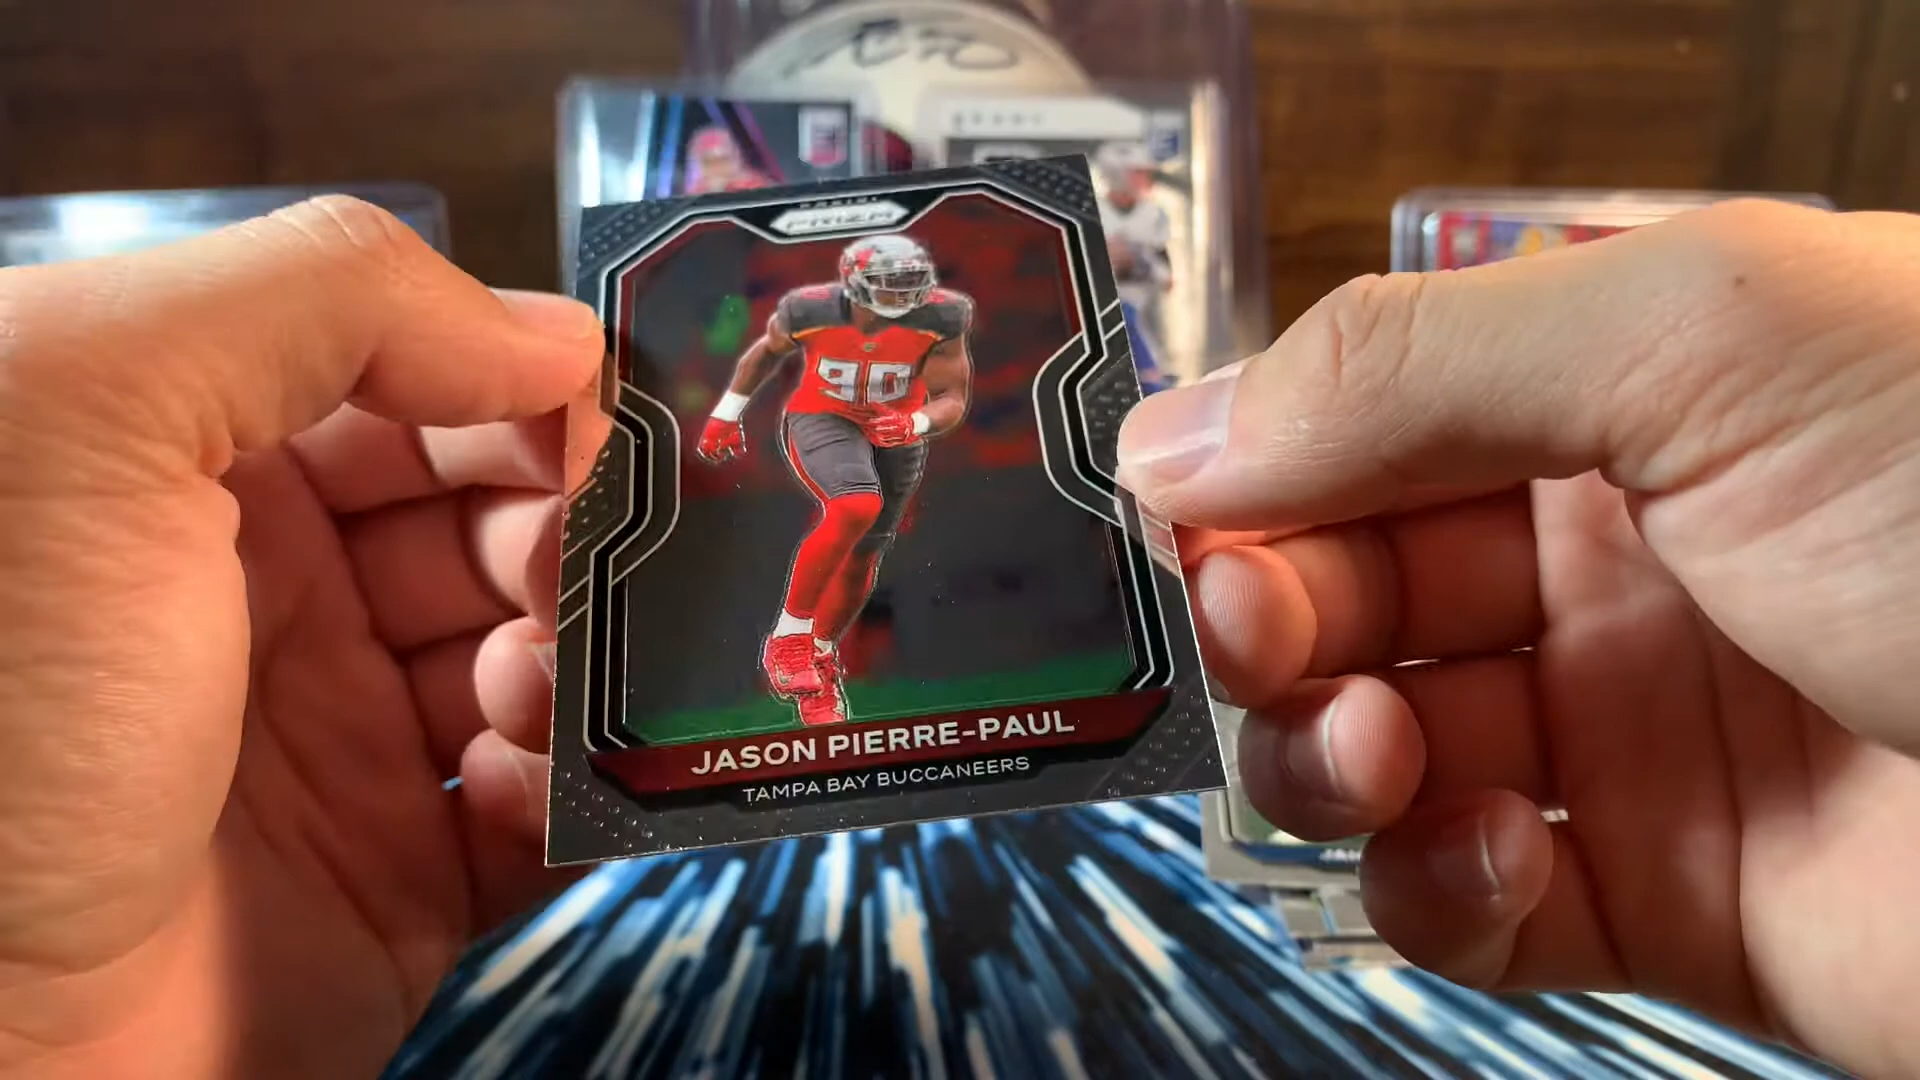 PANINI
PRIZM
90
JASON PIERRE-PAUL
TAMPA BAY BUCCANEERS